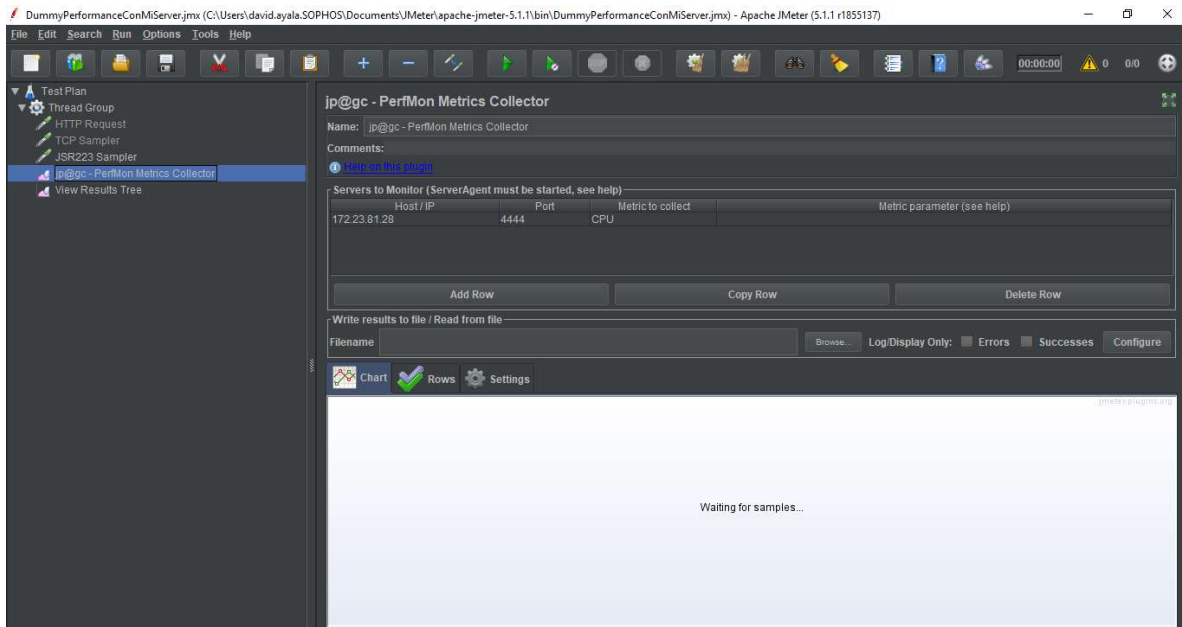 DummyPerformanceConMiServer.jmx (C:\Users\david.ayala.SOPHOS\Documents\JMeter\apache-jmeter-5.1.1\bin\DummyPerformanceConMiServer.jmx) - Apache JMeter (5.1.1 r1855137)
File Edit Search Run Options Tools Help
00:00:00 0 0/0
Test Plan
Thread Group
HTTP Request
TCP Sampler
JSR223 Sampler
jp@gc - PerfMon Metrics Collector
View Results Tree
jp@gc - PerfMon Metrics Collector
Name: jp@gc - PerfMon Metrics Collector
Comments:
Help on this plugin
Servers to Monitor (ServerAgent must be started, see help)
Host / IP Port Metric to collect Metric parameter (see help)
172.23.81.28 4444 CPU
Add Row Copy Row Delete Row
Write results to file / Read from file
Filename Browse... Log/Display Only: Errors Successes Configure
Chart Rows Settings
jmeter-plugins.org
Waiting for samples...